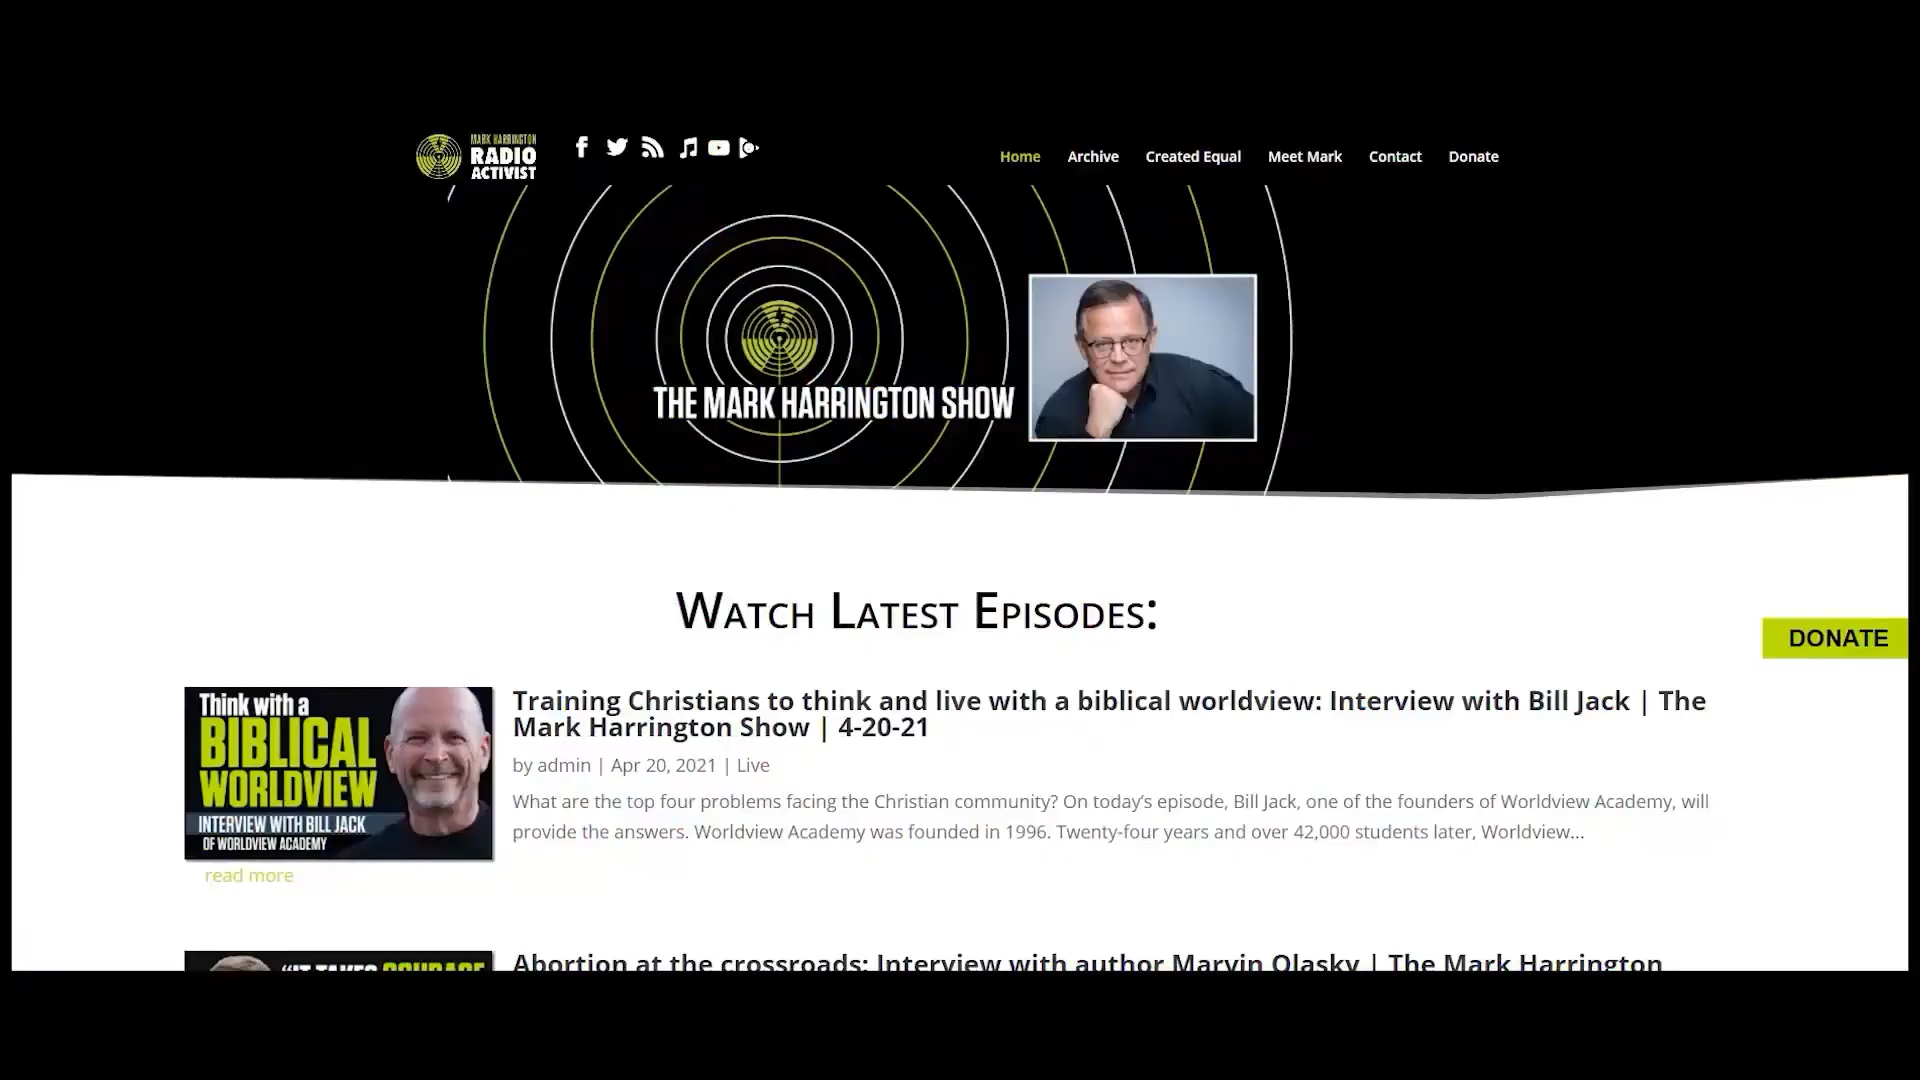 MARK HARRINGTON
RADIO
ACTIVIST
Home
Archive
Created Equal
Meet Mark
Contact
Donate
THE MARK HARRINGTON SHOW
Watch Latest Episodes:
DONATE
Think with a
BIBLICAL
WORLDVIEW
INTERVIEW WITH BILL JACK
OF WORLDVIEW ACADEMY
Training Christians to think and live with a biblical worldview: Interview with Bill Jack | The
Mark Harrington Show | 4-20-21
by admin | Apr 20, 2021 | Live
What are the top four problems facing the Christian community? On today's episode, Bill Jack, one of the founders of Worldview Academy, will
provide the answers. Worldview Academy was founded in 1996. Twenty-four years and over 42,000 students later, Worldview...
read more
"IT TAKES COURAGE
Abortion at the crossroads: Interview with author Marvin Olasky | The Mark Harrington